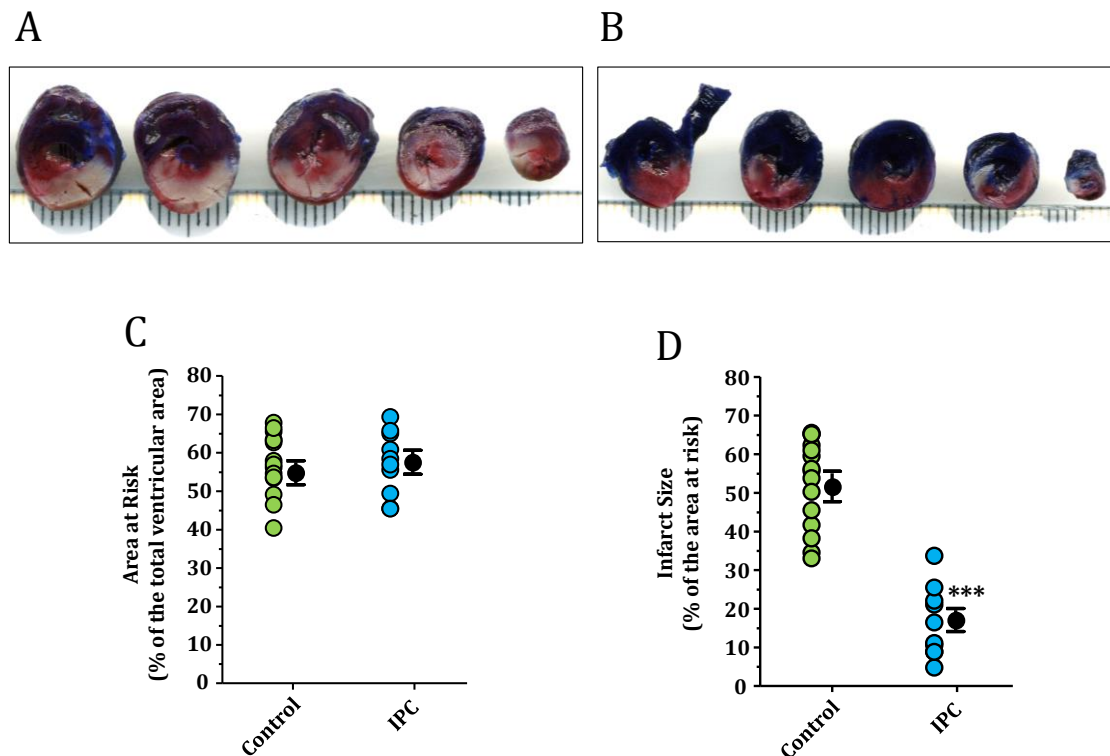 A
B
C
Area at Risk
(% of the total ventricular area)
80
70
60
50
40
30
20
10
0
Control
IPC
D
Infarct Size
(% of the area at risk)
80
70
60
50
40
30
20
10
0
***
Control
IPC